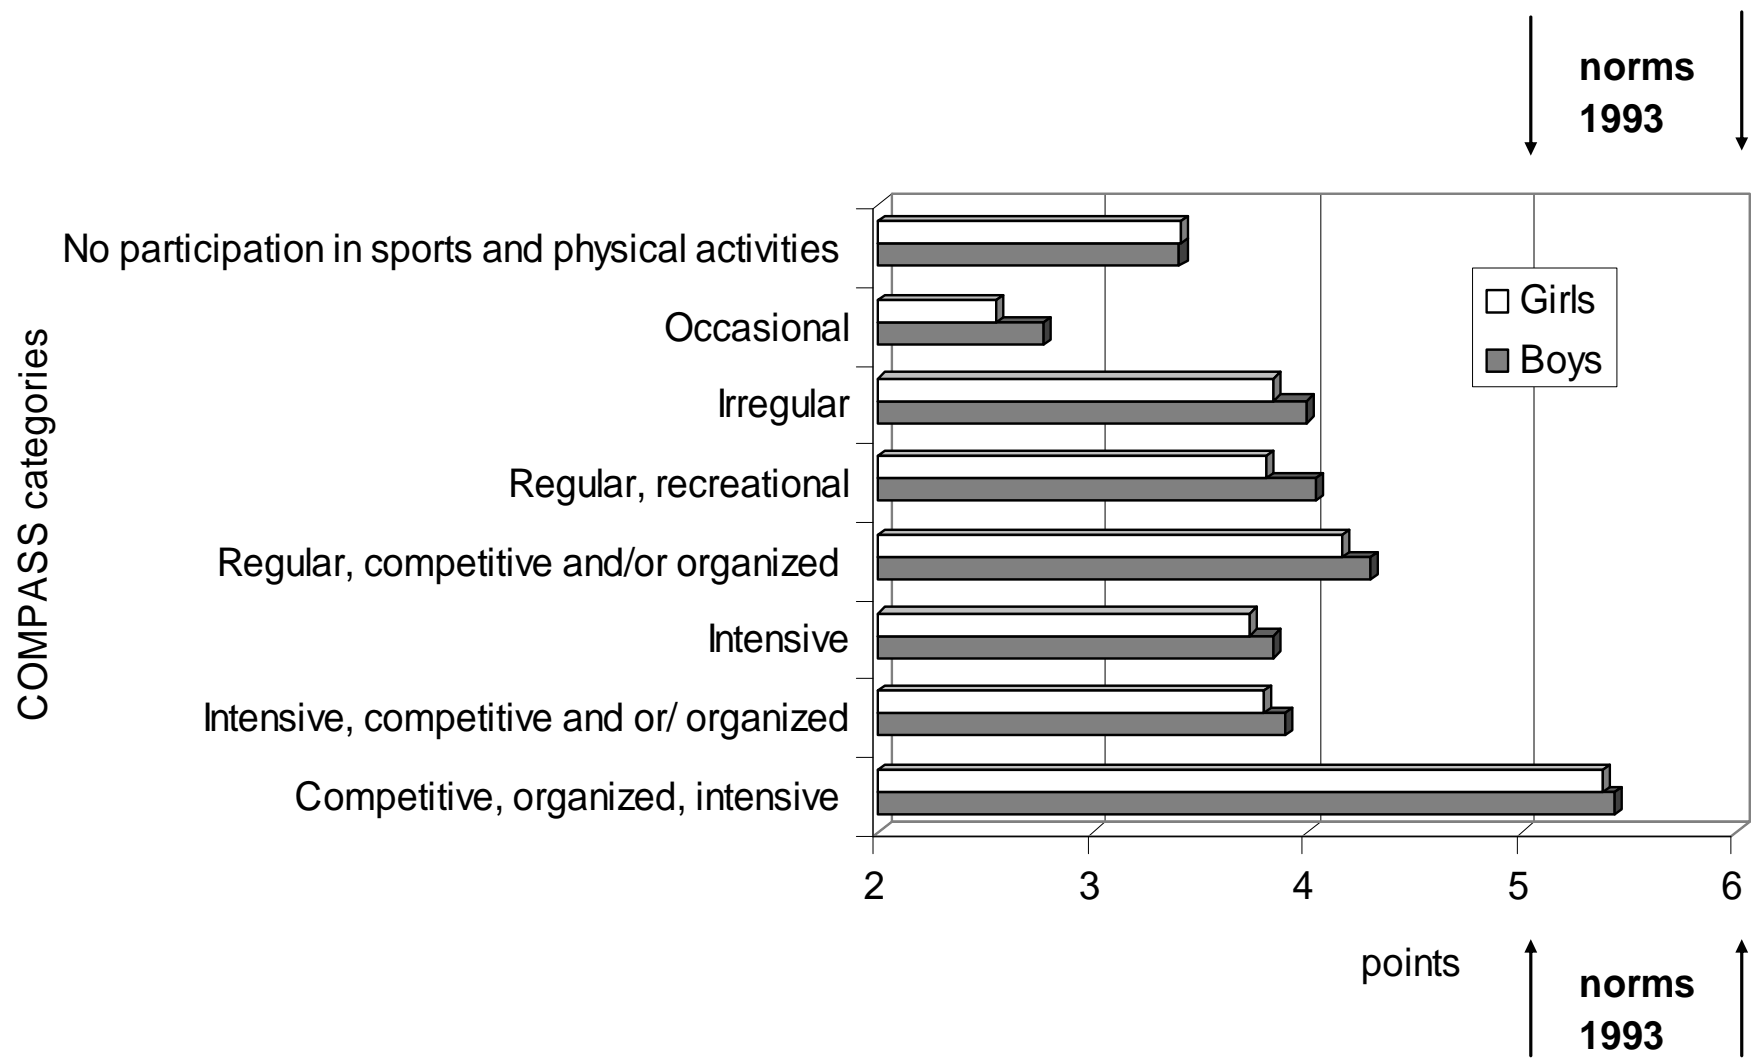 norms
1993
No participation in sports and physical activities
Occasional
Irregular
Regular, recreational
Regular, competitive and/or organized
Intensive
Intensive, competitive and or/ organized
Competitive, organized, intensive
COMPASS categories
Girls
Boys
2 3 4 5 6
points
norms
1993